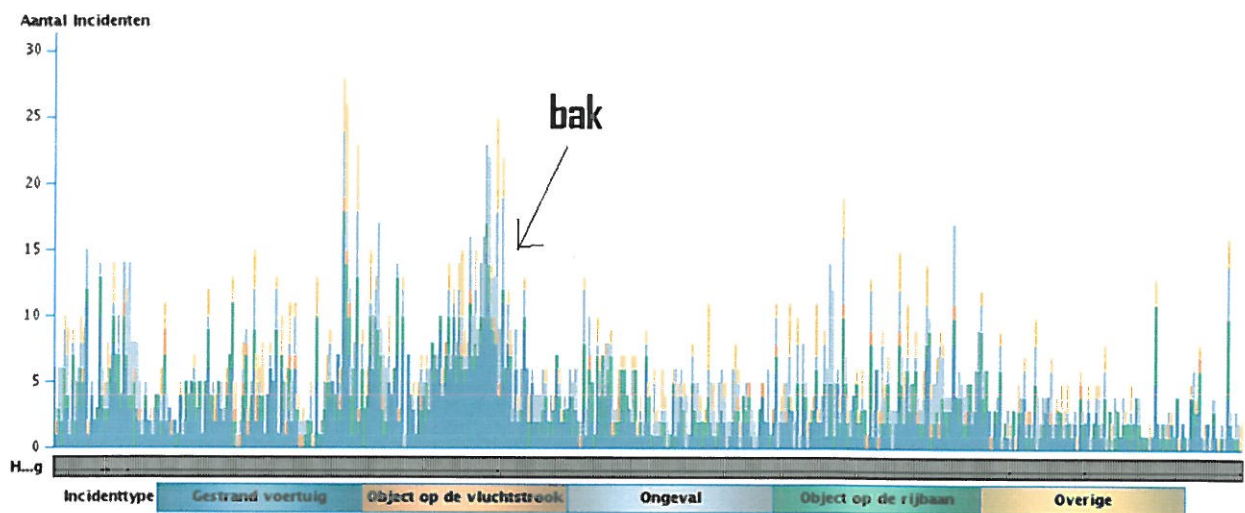 Aantal Incidenten
30
25
bak
20
15
10
5
0
H...g
Incidenttype Gestrand voertuig Object op de vluchtstrook Ongeval Object op de rijbaan Overige